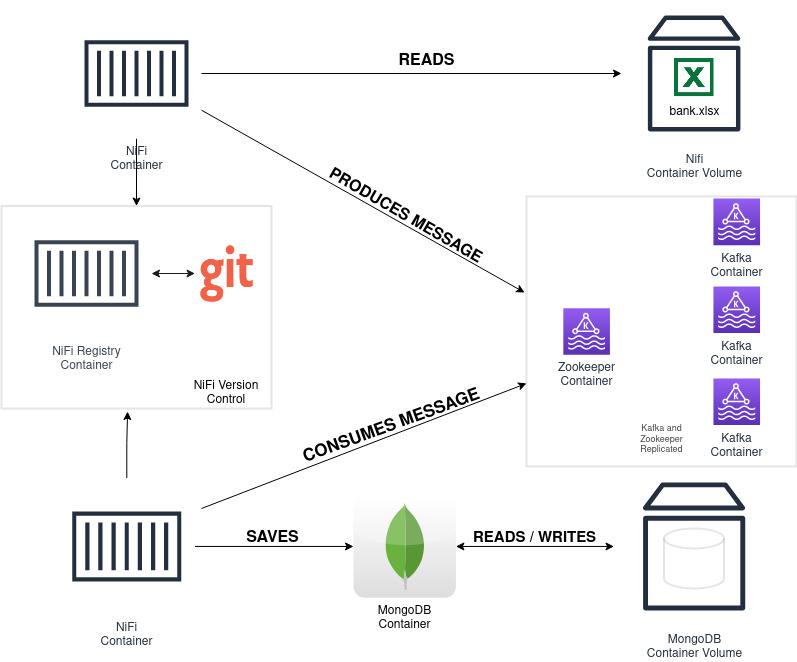 READS
bank.xlsx
NiFi
Container
Nifi
Container Volume
PRODUCES MESSAGE
K
Kafka
Container
git
K
Kafka
Container
NiFi Registry
Container
K
Zookeeper
Container
NiFi Version
Control
K
Kafka
Container
Kafka and
Zookeeper
Replicated
CONSUMES MESSAGE
SAVES
READS / WRITES
MongoDB
Container
NiFi
Container
MongoDB
Container Volume